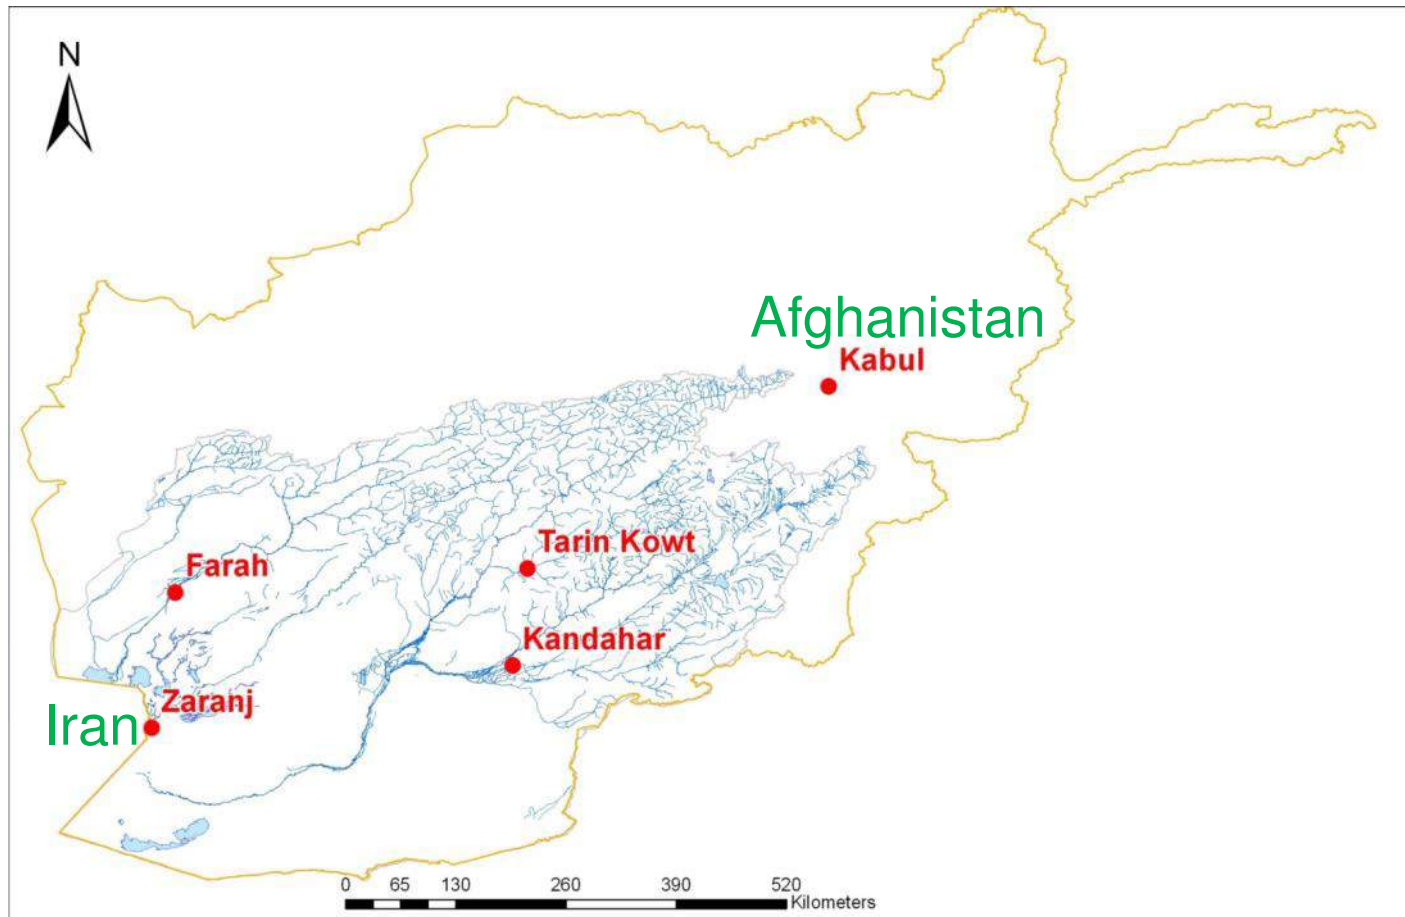 N
Afghanistan
Kabul
Tarin Kowt
Farah
Kandahar
Zaranj
Iran
0 65 130 260 390 520
Kilometers